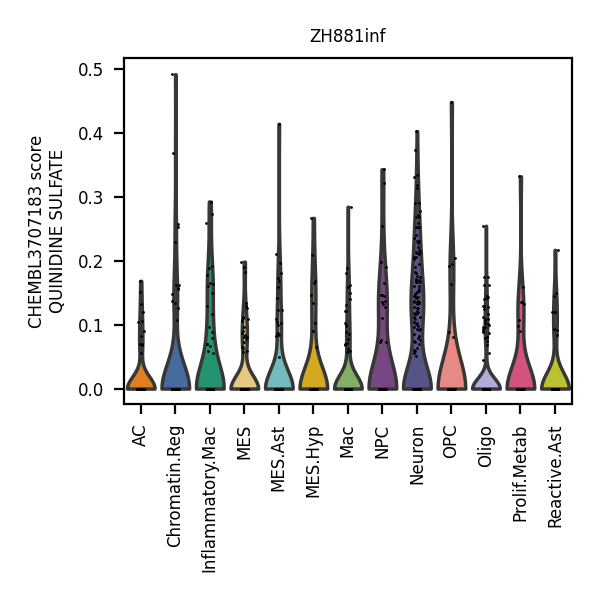 ZH881inf
CHEMBL3707183 score
QUINIDINE SULFATE
0.5
0.4
0.3
0.2
0.1
0.0
AC
Chromatin.Reg
Inflammatory.Mac
MES
MES.Ast
MES.Hyp
Mac
NPC
Neuron
OPC
Oligo
Prolif.Metab
Reactive.Ast